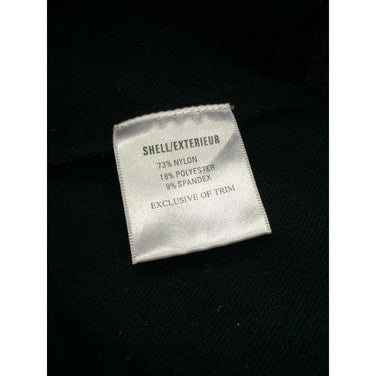 SHELL/EXTERIEUR
73% NYLON
18% POLYESTER
9% SPANDEX
EXCLUSIVE OF TRIM